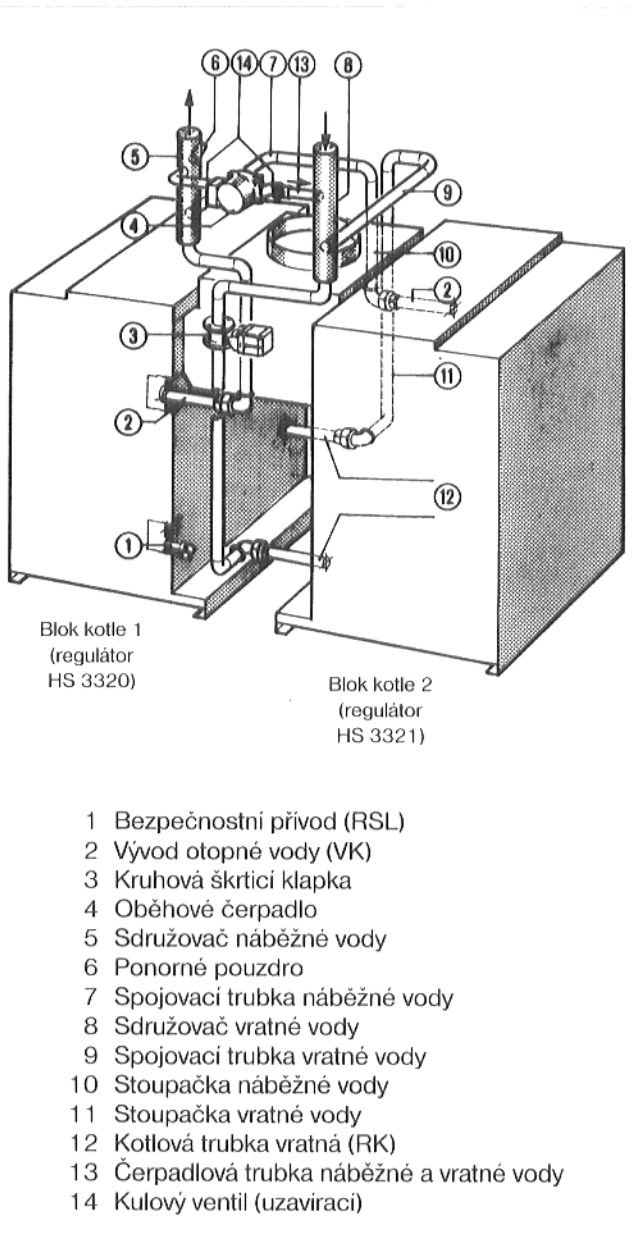 6 14 7 13 8
5
9
4
10
2
3
11
2
12
1
Blok kotle 1
(regulátor
HS 3320)
Blok kotle 2
(regulátor
HS 3321)
1 Bezpečnostní přívod (RSL)
2 Vývod otopné vody (VK)
3 Kruhová škrticí klapka
4 Oběhové čerpadlo
5 Sdružovač náběžné vody
6 Ponorné pouzdro
7 Spojovací trubka náběžné vody
8 Sdružovač vratné vody
9 Spojovací trubka vratné vody
10 Stoupačka náběžné vody
11 Stoupačka vratné vody
12 Kotlová trubka vratná (RK)
13 Čerpadlová trubka náběžné a vratné vody
14 Kulový ventil (uzavírací)